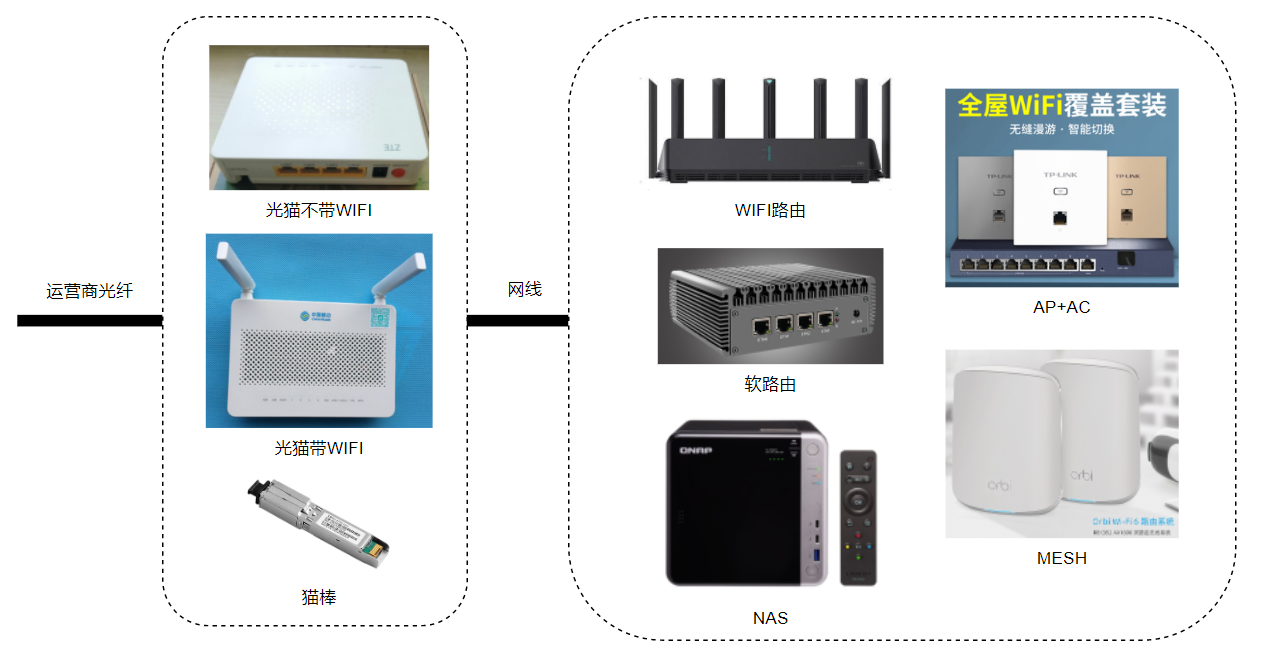 运营商光纤
ZTE
光猫不带WIFI
中国移动
光猫带WIFI
猫棒
网线
WIFI路由
软路由
QNAP
NAS
全屋WiFi覆盖套装
无缝漫游·智能切换
TP-LINK
TP-LINK
TP-LINK
AP+AC
orbi
orbi
Orbi Wi-Fi 6 路由系统
MESH